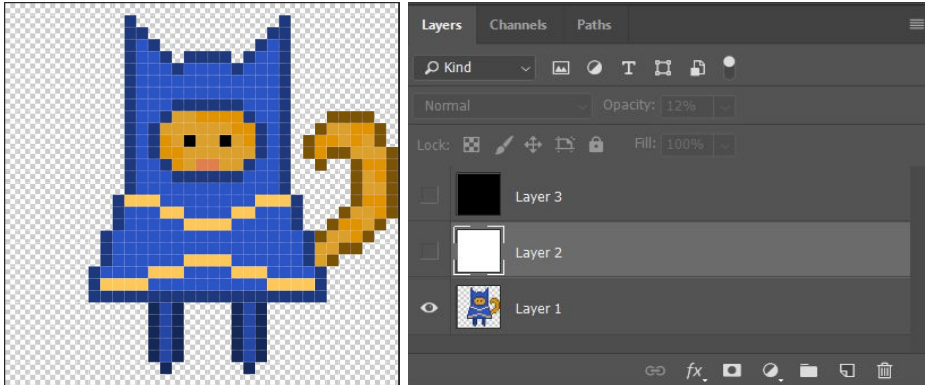 Layers Channels Paths
Kind T
Normal Opacity: 12%
Lock: Fill: 100%
Layer 3
Layer 2
Layer 1
fx